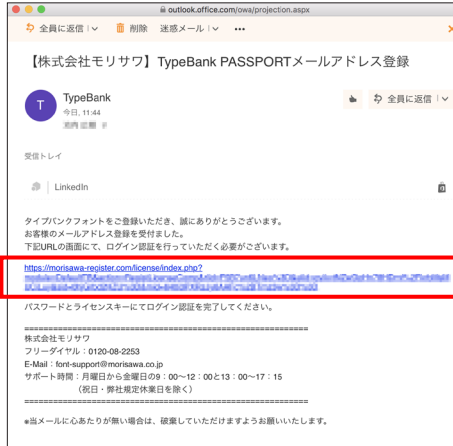 outlook.office.com/owa/projection.aspx
全員に返信 削除 迷惑メール •••
【株式会社モリサワ】TypeBank PASSPORTメールアドレス登録
T
TypeBank
今日, 11:44
全員に返信
受信トレイ
LinkedIn
タイプバンクフォントをご登録いただき、誠にありがとうございます。
お客様のメールアドレス登録を受付ました。
下記URLの画面にて、ログイン認証を行っていただく必要がございます。
https://morisawa-register.com/license/index.php?
パスワードとライセンスキーにてログイン認証を完了してください。
====================================================
株式会社モリサワ
フリーダイヤル：0120-08-2253
E-Mail：font-support@morisawa.co.jp
サポート時間：月曜日から金曜日の9：00〜12：00と13：00〜17：15
（祝日・弊社規定休業日を除く）
====================================================
※当メールに心あたりが無い場合は、破棄していただけますようお願いいたします。